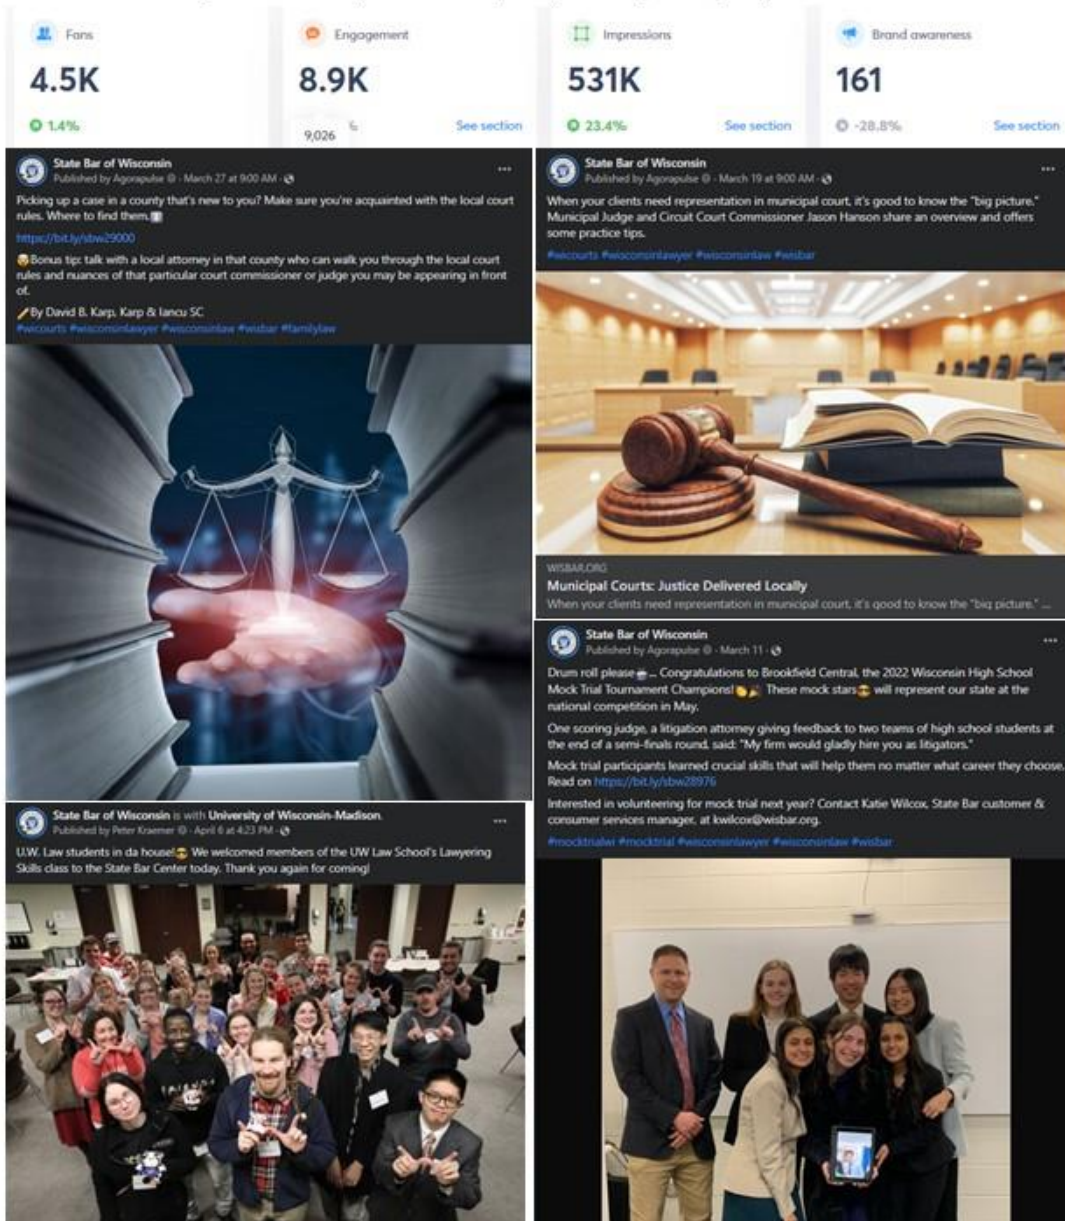 Fans
4.5K
1.4%
Engagement
8.9K
9,026
%
See section
Impressions
531K
23.4%
See section
Brand awareness
161
-28.8%
See section
State Bar of Wisconsin
Published by Agorapulse · March 27 at 9:00 AM ·
Picking up a case in a county that's new to you? Make sure you're acquainted with the local court
rules. Where to find them.
https://bit.ly/sbw29000
Bonus tip: talk with a local attorney in that county who can walk you through the local court
rules and nuances of that particular court commissioner or judge you may be appearing in front
of.
By David B. Karp, Karp & Iancu SC
#wicourts #wisconsinlawyer #wisconsinlaw #wisbar #familylaw
State Bar of Wisconsin
Published by Agorapulse · March 19 at 9:00 AM ·
When your clients need representation in municipal court, it's good to know the "big picture."
Municipal Judge and Circuit Court Commissioner Jason Hanson share an overview and offers
some practice tips.
#wicourts #wisconsinlawyer #wisconsinlaw #wisbar
WISBAR.ORG
Municipal Courts: Justice Delivered Locally
When your clients need representation in municipal court, it's good to know the "big picture." ...
State Bar of Wisconsin
Published by Agorapulse · March 11 ·
Drum roll please ... Congratulations to Brookfield Central, the 2022 Wisconsin High School
Mock Trial Tournament Champions! These mock stars will represent our state at the
national competition in May.
One scoring judge, a litigation attorney giving feedback to two teams of high school students at
the end of a semi-finals round, said: "My firm would gladly hire you as litigators."
Mock trial participants learned crucial skills that will help them no matter what career they choose.
Read on https://bit.ly/sbw28976
Interested in volunteering for mock trial next year? Contact Katie Wilcox, State Bar customer &
consumer services manager, at kwilcox@wisbar.org.
#mocktrialwi #mocktrial #wisconsinlawyer #wisconsinlaw #wisbar
State Bar of Wisconsin is with University of Wisconsin-Madison.
Published by Peter Kraemer · April 6 at 4:23 PM ·
U.W. Law students in da house! We welcomed members of the UW Law School's Lawyering
Skills class to the State Bar Center today. Thank you again for coming!